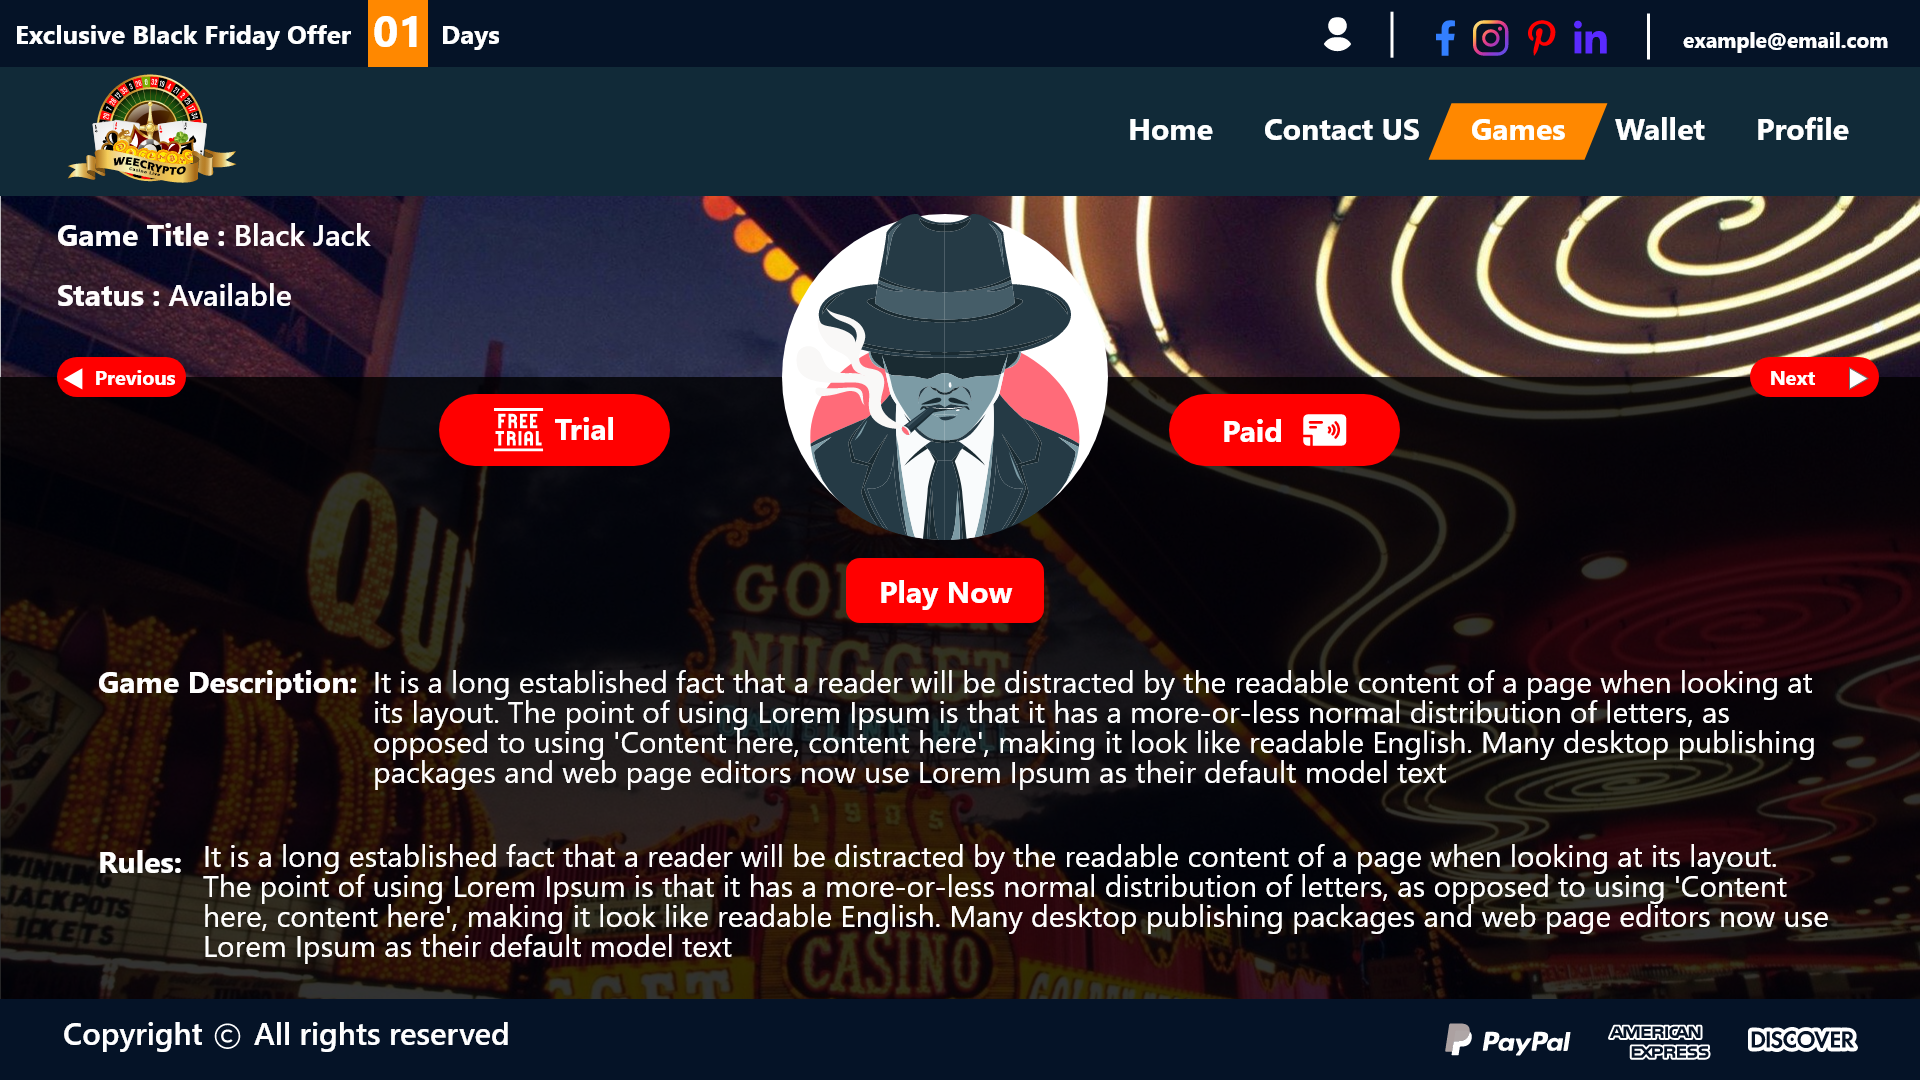 Exclusive Black Friday Offer 01 Days
example@email.com
WEECRYPTO
Casino Live
Home Contact US Games Wallet Profile
Game Title : Black Jack
Status : Available
Previous
Next
FREE TRIAL Trial
Paid
Play Now
GOLDEN
NUGGET
Game Description: It is a long established fact that a reader will be distracted by the readable content of a page when looking at
its layout. The point of using Lorem Ipsum is that it has a more-or-less normal distribution of letters, as
opposed to using 'Content here, content here', making it look like readable English. Many desktop publishing
packages and web page editors now use Lorem Ipsum as their default model text
1905
Rules: It is a long established fact that a reader will be distracted by the readable content of a page when looking at its layout.
The point of using Lorem Ipsum is that it has a more-or-less normal distribution of letters, as opposed to using 'Content
here, content here', making it look like readable English. Many desktop publishing packages and web page editors now use
Lorem Ipsum as their default model text
WINNING
JACKPOTS
TICKETS
CASINO
Copyright © All rights reserved
PayPal
AMERICAN
EXPRESS
DISCOVER